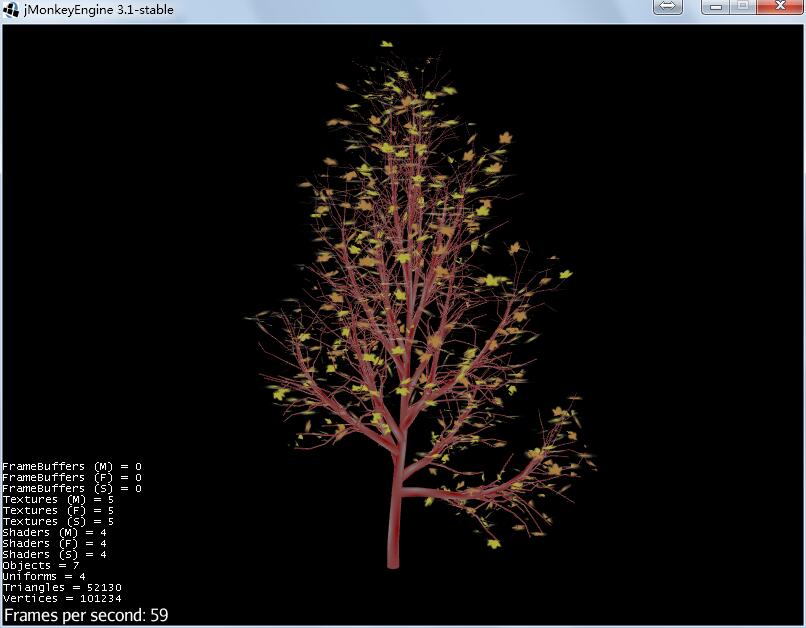 jMonkeyEngine 3.1-stable
FrameBuffers (M) = 0
FrameBuffers (F) = 0
FrameBuffers (S) = 0
Textures (M) = 5
Textures (F) = 5
Textures (S) = 5
Shaders (M) = 4
Shaders (F) = 4
Shaders (S) = 4
Objects = 7
Uniforms = 4
Triangles = 52130
Vertices = 101234
Frames per second: 59